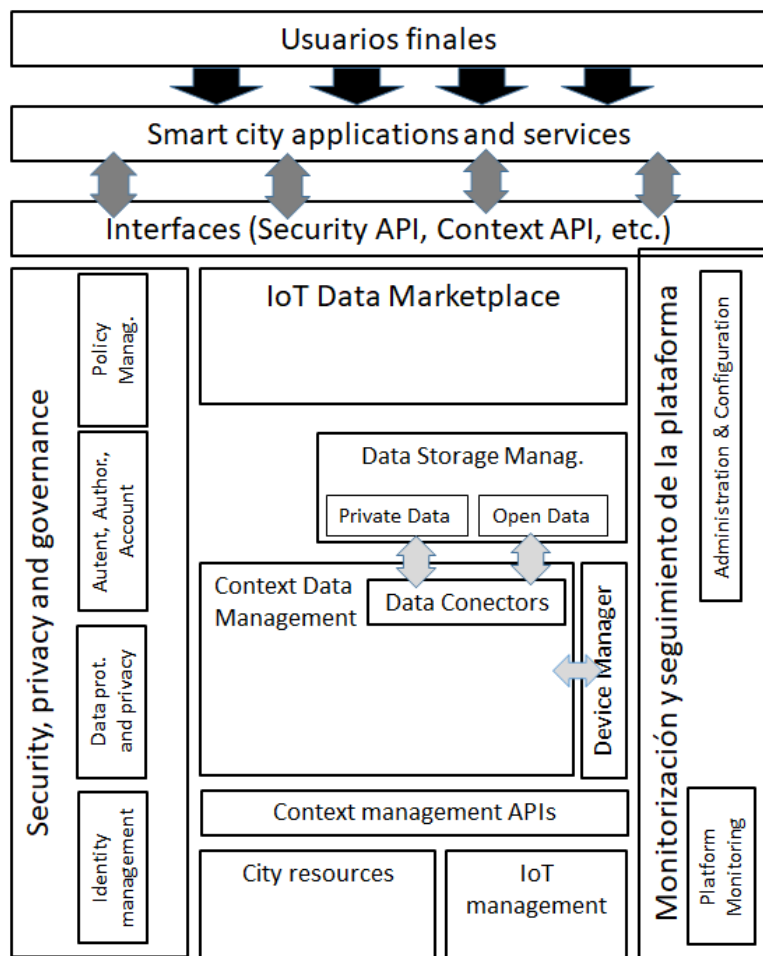 Usuarios finales
Smart city applications and services
Interfaces (Security API, Context API, etc.)
Security, privacy and governance
Policy
Manag.
Autent, Author.,
Account
Data prot.
and privacy
Identity
management
IoT Data Marketplace
Data Storage Manag.
Private Data
Open Data
Context Data
Management
Data Conectors
Device Manager
Context management APIs
City resources
IoT
management
Monitorización y seguimiento de la plataforma
Administration & Configuration
Platform
Monitoring